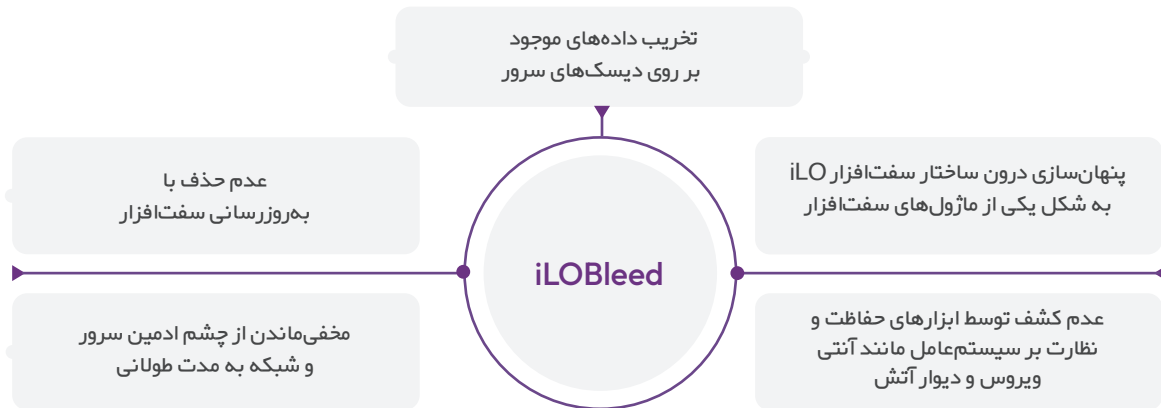 تخریب داده‌های موجود
بر روی دیسک‌های سرور
پنهان‌سازی درون ساختار سفت‌افزار iLO
به شکل یکی از ماژول‌های سفت‌افزار
عدم حذف با
به‌روزرسانی سفت‌افزار
iLOBleed
عدم کشف توسط ابزارهای حفاظت و
نظارت بر سیستم‌عامل مانند آنتی
ویروس و دیوار آتش
مخفی‌ماندن از چشم ادمین سرور
و شبکه به مدت طولانی